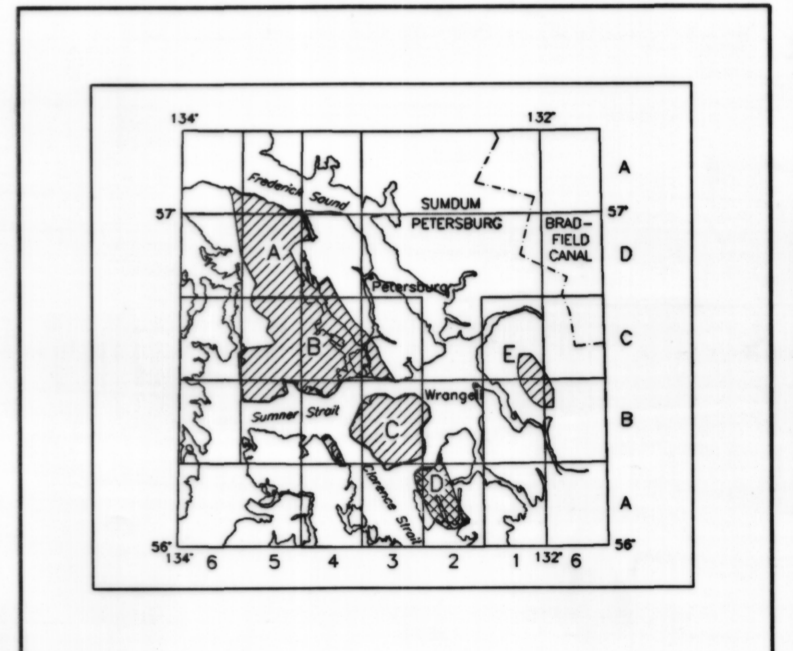 134° 132°
A
Frederick Sound
SUMDUM
57° 57°
PETERSBURG
BRAD-
FIELD
CANAL
D
A
Petersburg
C
B
E
Wrangell
Sumner Strait
C
B
D
Clarence Strait
A
56° 56°
134° 6 5 4 3 2 1 132° 6